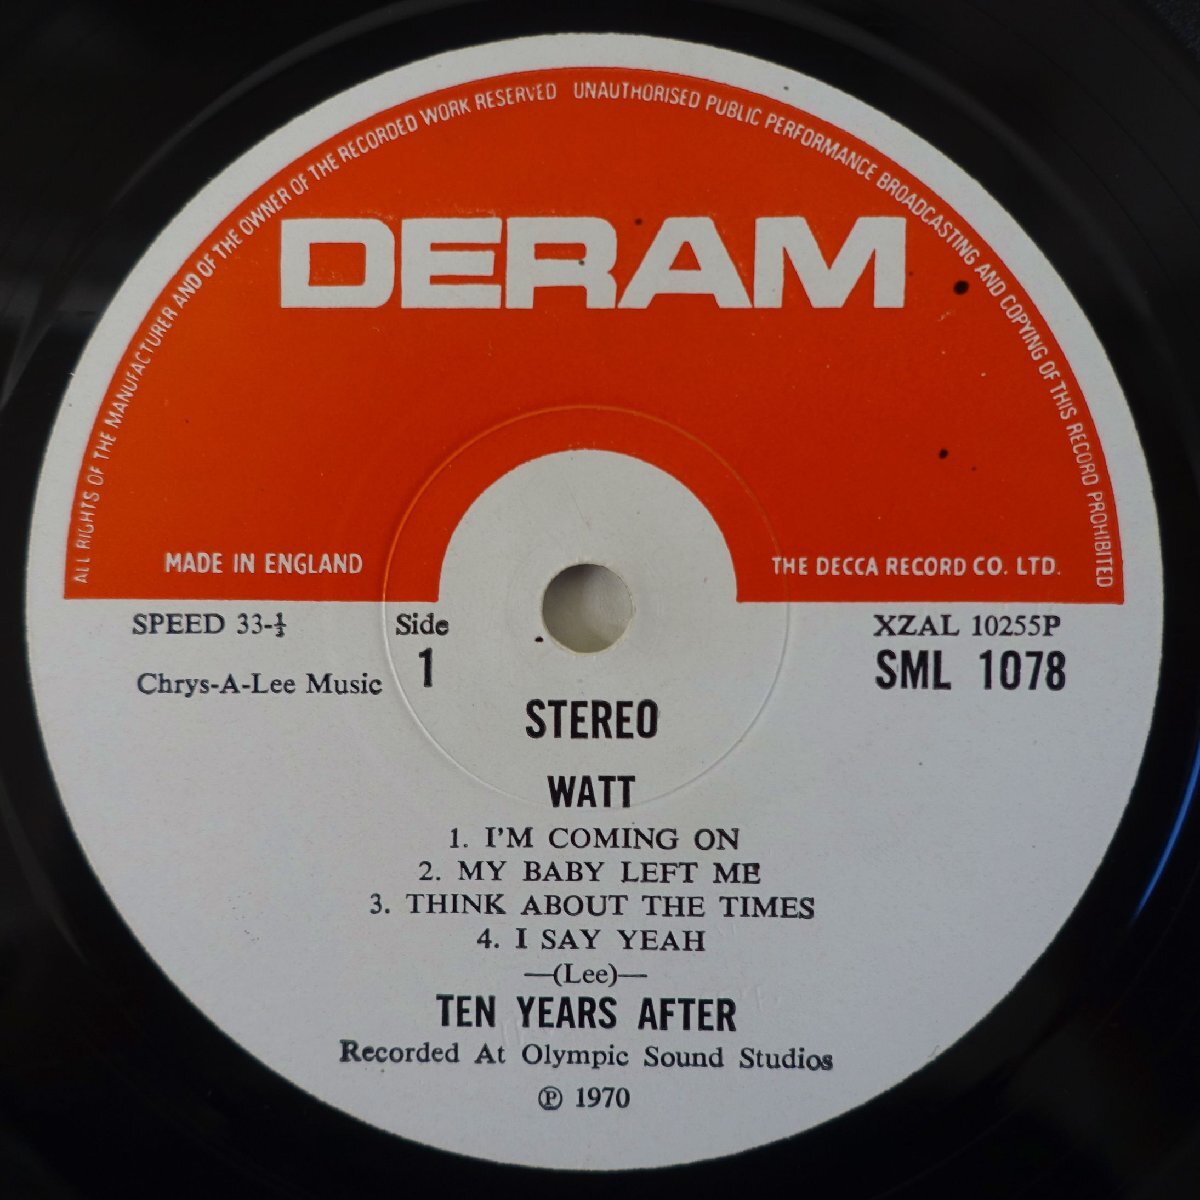 ALL RIGHTS OF THE MANUFACTURER AND OF THE OWNER OF THE RECORDED WORK RESERVED UNAUTHORISED PUBLIC PERFORMANCE BROADCASTING AND COPYING OF THIS RECORD PROHIBITED
DERAM
MADE IN ENGLAND
THE DECCA RECORD CO. LTD.
SPEED 33-⅓
Side
1
XZAL 10255P
SML 1078
Chrys-A-Lee Music
STEREO
WATT
1. I'M COMING ON
2. MY BABY LEFT ME
3. THINK ABOUT THE TIMES
4. I SAY YEAH
—(Lee)—
TEN YEARS AFTER
Recorded At Olympic Sound Studios
℗ 1970